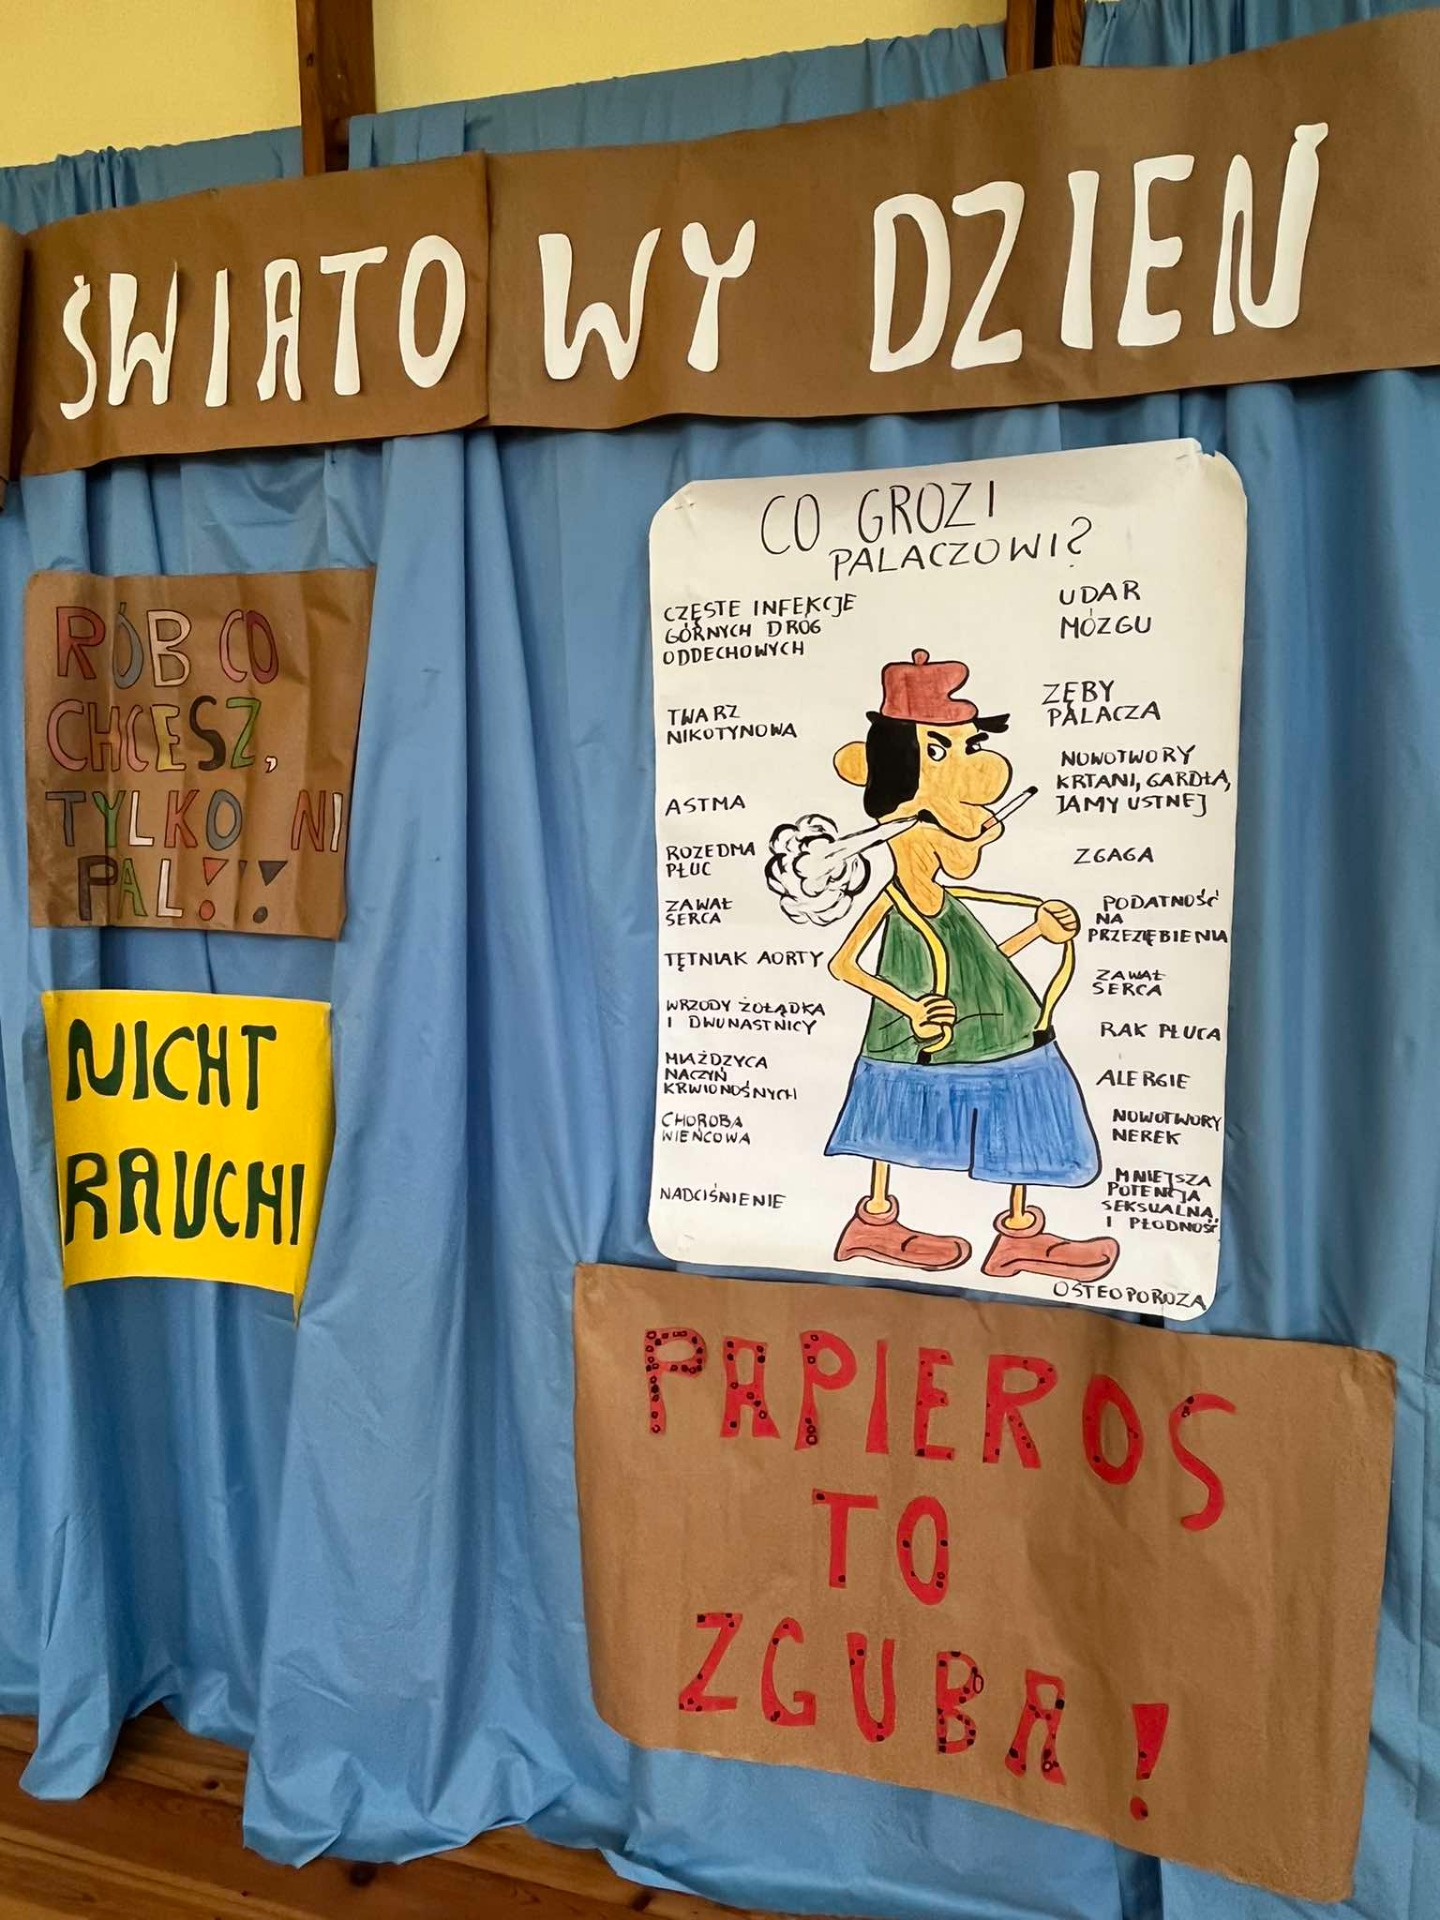 ŚWIATOWY DZIEŃ
RÓB CO
CHCESZ,
TYLKO NI
PAL!!!
NICHT
RAUCHI
CO GROZI
PALACZOWI?
CZĘSTE INFEKCJE
GÓRNYCH DRÓG
ODDECHOWYCH
TWARZ
NIKOTYNOWA
ASTMA
ROZEDMA
PŁUC
ZAWAŁ
SERCA
TĘTNIAK AORTY
WRZODY ŻOŁĄDKA
I DWUNASTNICY
MIAŻDZYCA
NACZYŃ
KRWIONOŚNYCH
CHOROBA
WIEŃCOWA
NADCIŚNIENIE
UDAR
MÓZGU
ZĘBY
PALACZA
NOWOTWORY
KRTANI, GARDŁA,
JAMY USTNEJ
ZGAGA
PODATNOŚĆ
NA
PRZEZIĘBIENIA
ZAWAŁ
SERCA
RAK PŁUCA
ALERGIE
NOWOTWORY
NEREK
MNIEJSZA
POTENCJA
SEKSUALNA
I PŁODNOŚĆ
OSTEOPOROZA
PAPIEROS
TO
ZGUBA!